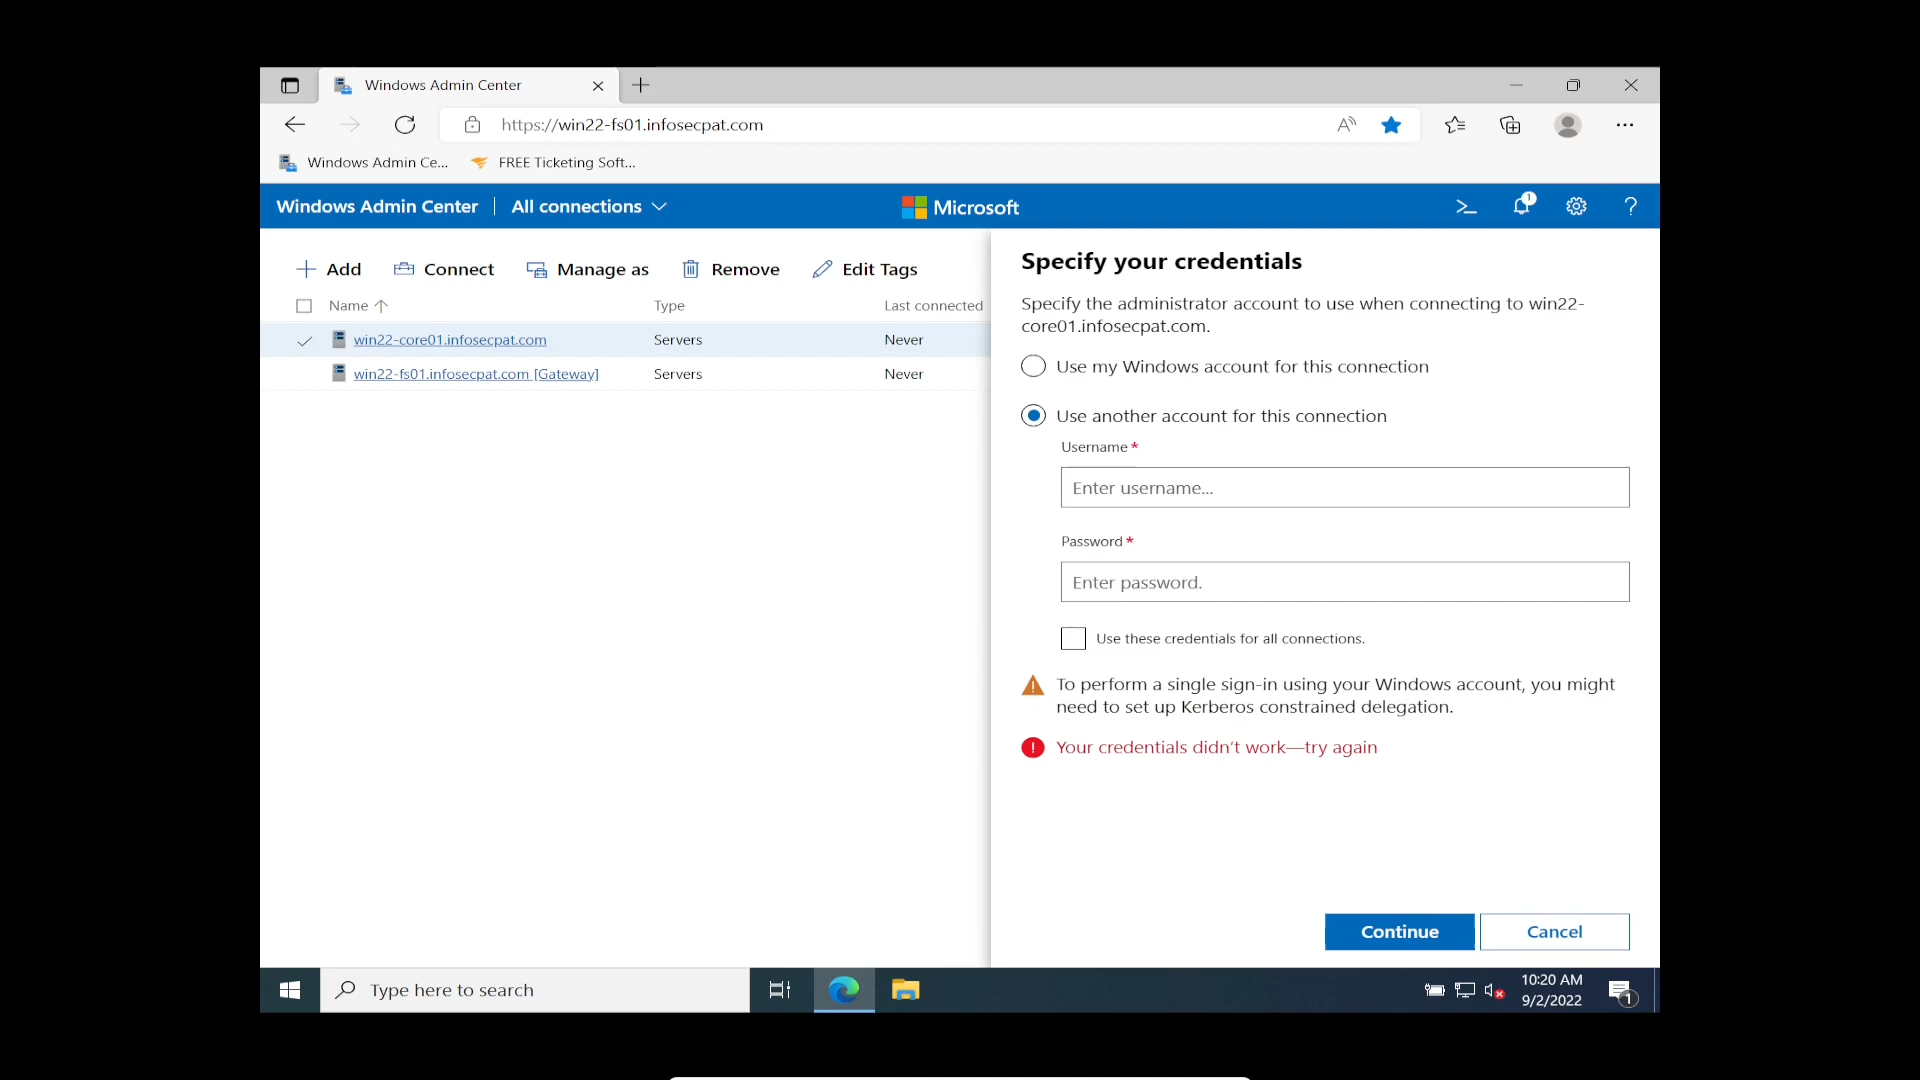 Windows Admin Center
https://win22-fs01.infosecpat.com
Windows Admin Ce...
FREE Ticketing Soft...
Windows Admin Center
All connections
Microsoft
1
Add
Connect
Manage as
Remove
Edit Tags
Name
Type
Last connected
win22-core01.infosecpat.com
Servers
Never
win22-fs01.infosecpat.com [Gateway]
Servers
Never
Specify your credentials
Specify the administrator account to use when connecting to win22-
core01.infosecpat.com.
Use my Windows account for this connection
Use another account for this connection
Username *
Enter username...
Password *
Enter password.
Use these credentials for all connections.
To perform a single sign-in using your Windows account, you might
need to set up Kerberos constrained delegation.
Your credentials didn't work—try again
Continue
Cancel
Type here to search
10:20 AM
9/2/2022
1